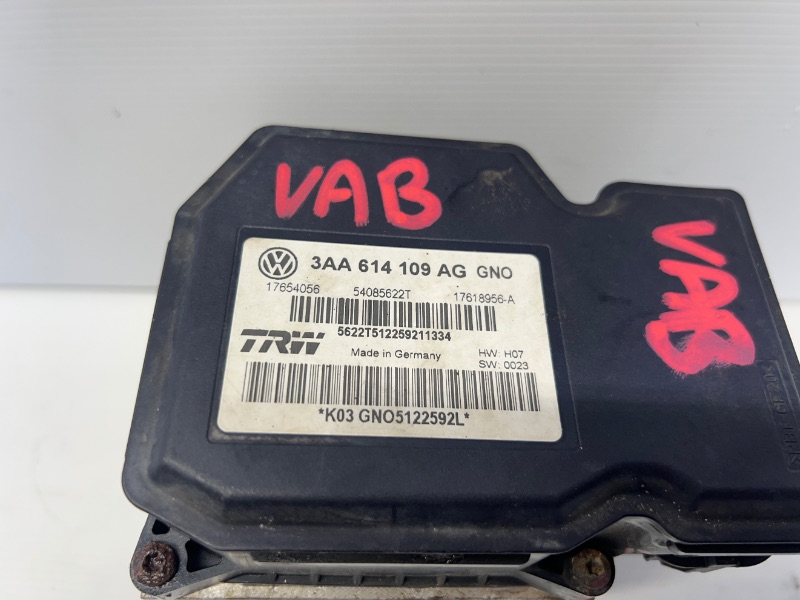 VAB
VAB
3AA 614 109 AG GNO
17654056 54085622T 17618956-A
5622T512259211334
TRW
Made in Germany
HW: H07
SW: 0023
*K03 GNO5122592L*